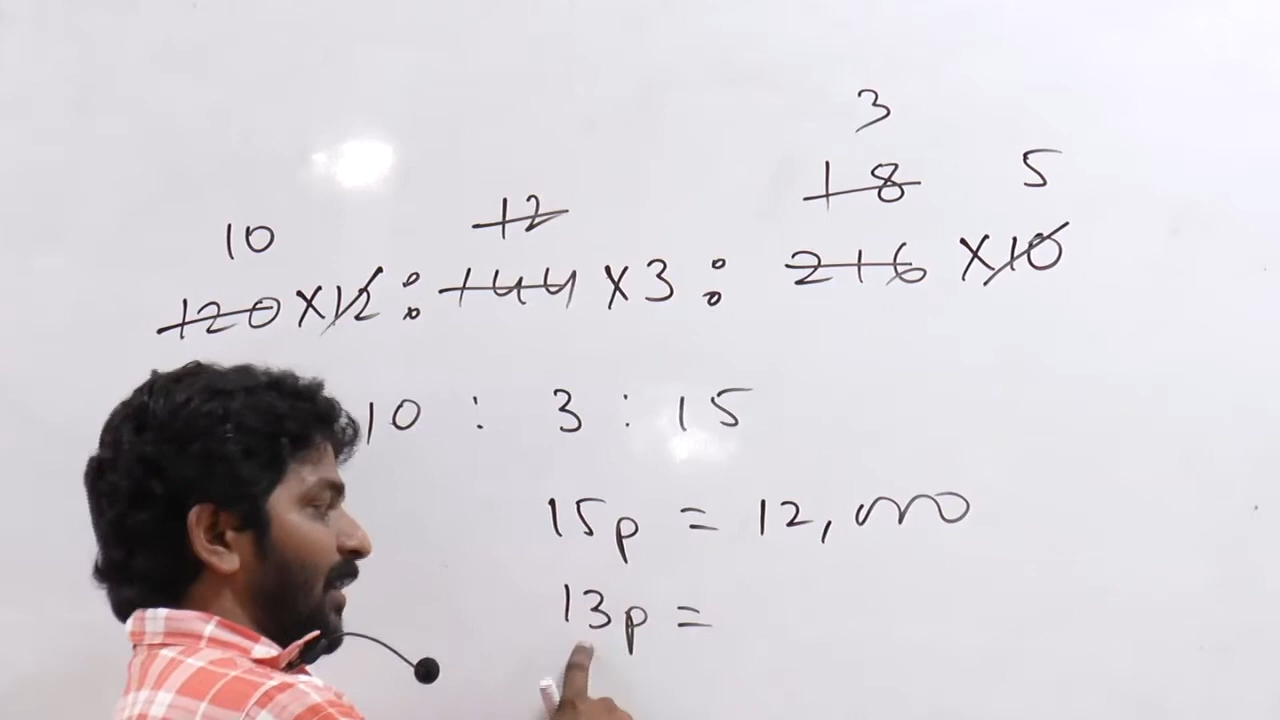 3
18 5
10 12
120 X 12 : 144 X 3 : 216 X 10
10 : 3 : 15
15p = 12,000
13p =